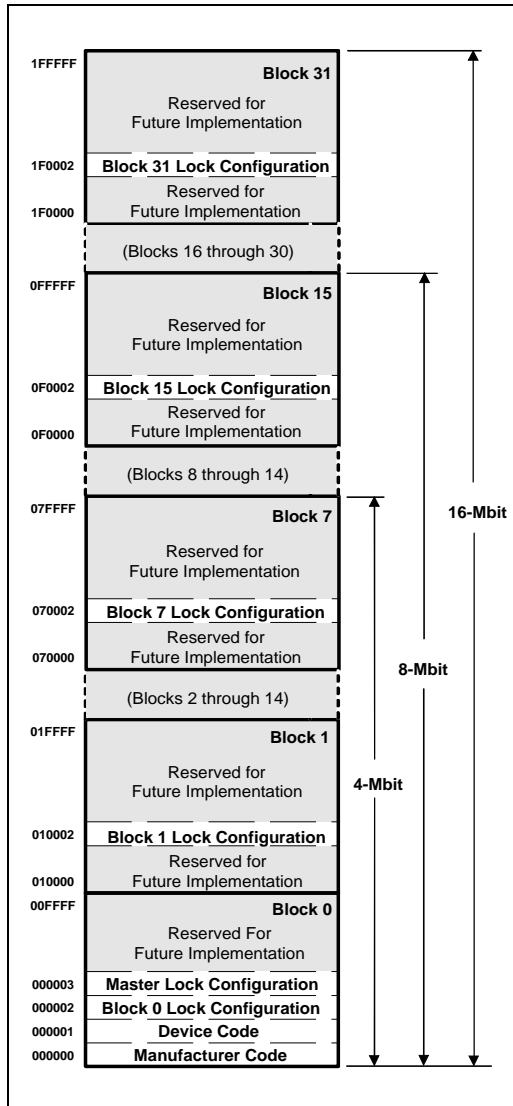 1FFFFF
Block 31
Reserved for
Future Implementation
1F0002
Block 31 Lock Configuration
Reserved for
1F0000
Future Implementation
(Blocks 16 through 30)
0FFFFF
Block 15
Reserved for
Future Implementation
0F0002
Block 15 Lock Configuration
Reserved for
0F0000
Future Implementation
(Blocks 8 through 14)
07FFFF
Block 7
16-Mbit
Reserved for
Future Implementation
070002
Block 7 Lock Configuration
Reserved for
070000
Future Implementation
8-Mbit
(Blocks 2 through 14)
01FFFF
Block 1
Reserved for
Future Implementation
4-Mbit
010002
Block 1 Lock Configuration
Reserved for
010000
Future Implementation
00FFFF
Block 0
Reserved For
Future Implementation
000003
Master Lock Configuration
000002
Block 0 Lock Configuration
000001
Device Code
000000
Manufacturer Code